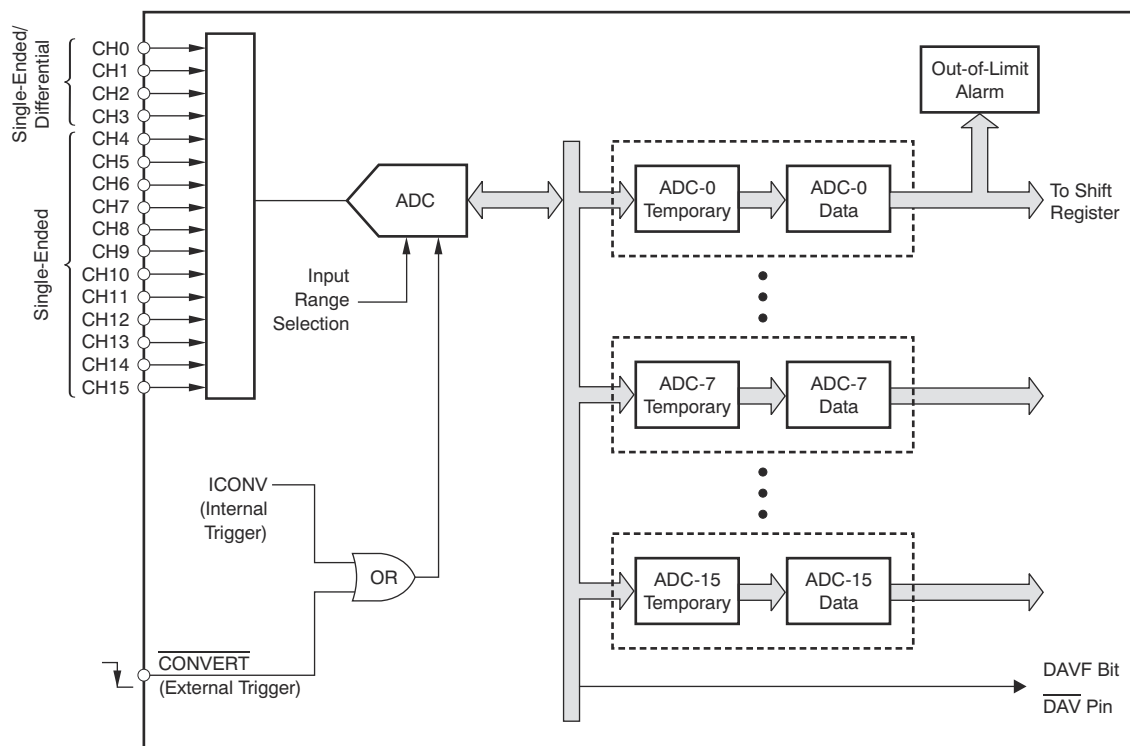 Single-Ended/
Differential
CH0
CH1
CH2
CH3
Single-Ended
CH4
CH5
CH6
CH7
CH8
CH9
CH10
CH11
CH12
CH13
CH14
CH15
ADC
Input
Range
Selection
ICONV
(Internal
Trigger)
OR
CONVERT
(External Trigger)
Out-of-Limit
Alarm
ADC-0
Temporary
ADC-0
Data
To Shift
Register
ADC-7
Temporary
ADC-7
Data
ADC-15
Temporary
ADC-15
Data
DAVF Bit
DAV Pin